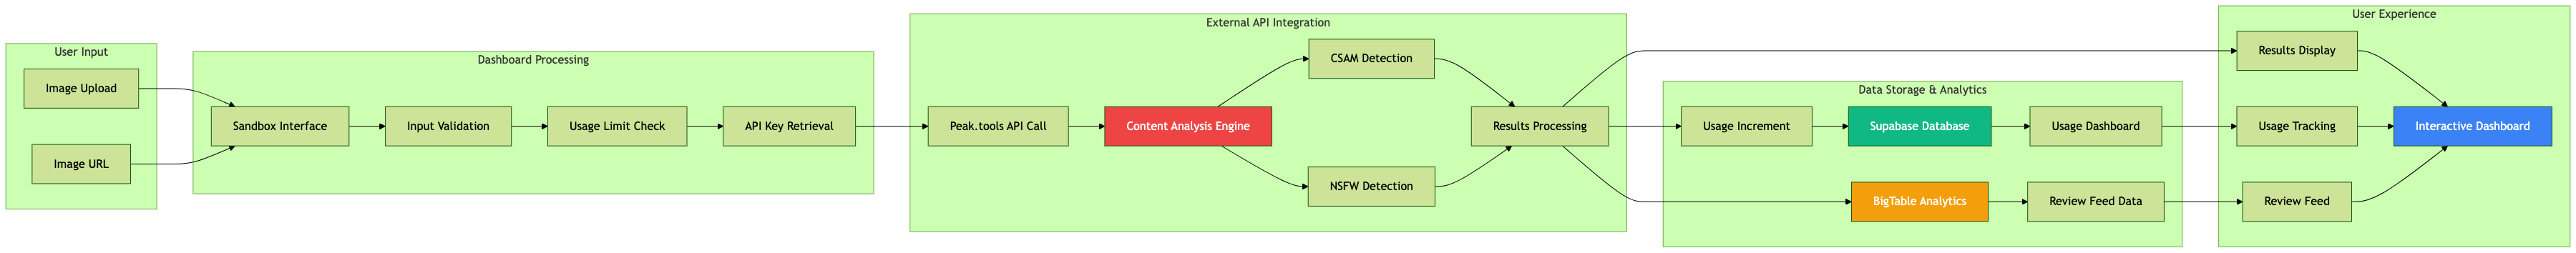 User Input
Image Upload
Image URL
Dashboard Processing
Sandbox Interface
Input Validation
Usage Limit Check
API Key Retrieval
External API Integration
Peak.tools API Call
Content Analysis Engine
CSAM Detection
NSFW Detection
Results Processing
Data Storage & Analytics
Usage Increment
Supabase Database
Usage Dashboard
BigTable Analytics
Review Feed Data
User Experience
Results Display
Usage Tracking
Review Feed
Interactive Dashboard